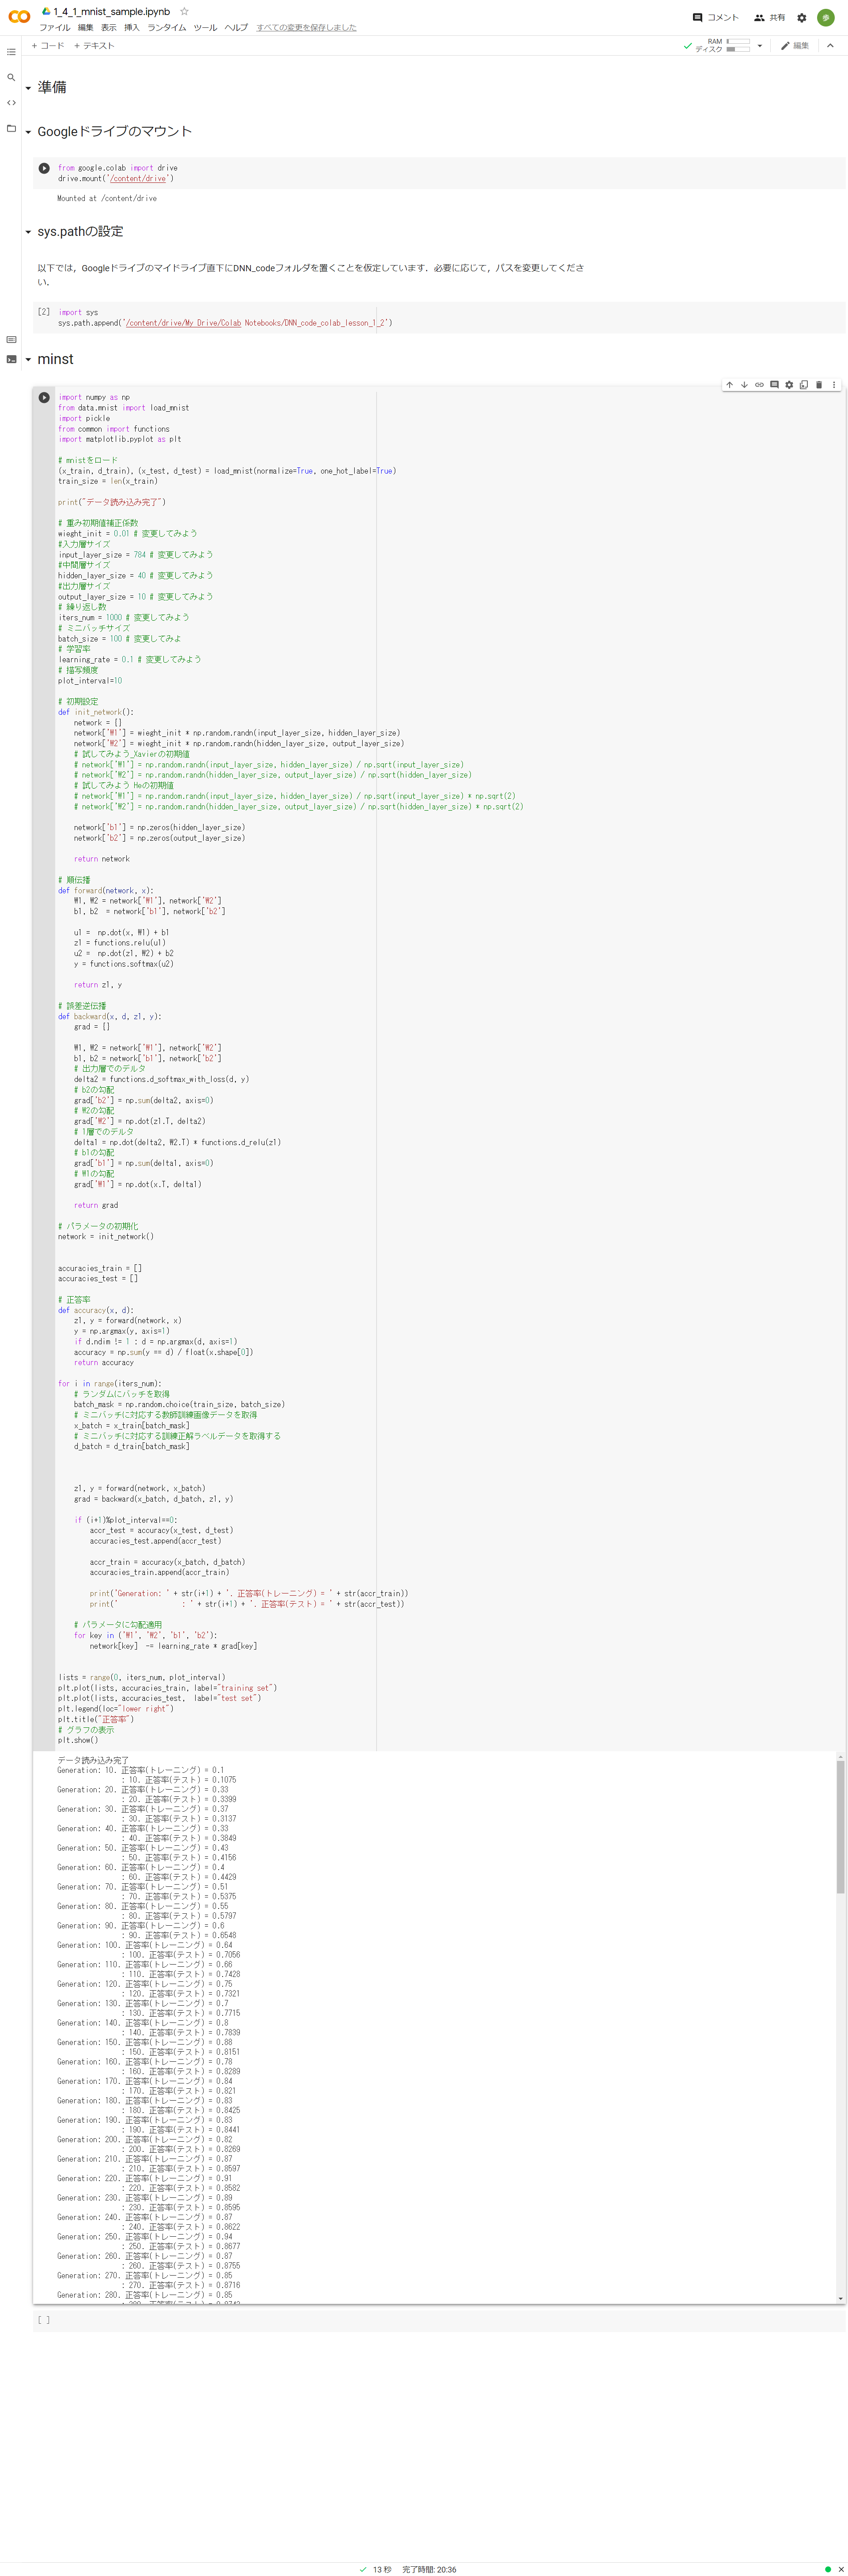 1_4_1_mnist_sample.ipynb
ファイル 編集 表示 挿入 ランタイム ツール ヘルプ すべての変更を保存しました
コメント 共有
+ コード + テキスト
RAM
ディスク
編集
準備
Googleドライブのマウント
from google.colab import drive
drive.mount('/content/drive')
Mounted at /content/drive
sys.pathの設定
以下では，Googleドライブのマイドライブ直下にDNN_codeフォルダを置くことを仮定しています．必要に応じて，パスを変更してくださ
い．
[2] import sys
sys.path.append('/content/drive/My Drive/Colab Notebooks/DNN_code_colab_lesson_1_2')
minst
import numpy as np
from data.mnist import load_mnist
import pickle
from common import functions
import matplotlib.pyplot as plt
# mnistをロード
(x_train, d_train), (x_test, d_test) = load_mnist(normalize=True, one_hot_label=True)
train_size = len(x_train)
print("データ読み込み完了")
# 重み初期値補正係数
wieght_init = 0.01 # 変更してみよう
#入力層サイズ
input_layer_size = 784 # 変更してみよう
#中間層サイズ
hidden_layer_size = 40 # 変更してみよう
#出力層サイズ
output_layer_size = 10 # 変更してみよう
# 繰り返し数
iters_num = 1000 # 変更してみよう
# ミニバッチサイズ
batch_size = 100 # 変更してみよ
# 学習率
learning_rate = 0.1 # 変更してみよう
# 描写頻度
plot_interval=10
# 初期設定
def init_network():
network = {}
network['W1'] = wieght_init * np.random.randn(input_layer_size, hidden_layer_size)
network['W2'] = wieght_init * np.random.randn(hidden_layer_size, output_layer_size)
# 試してみよう_Xavierの初期値
# network['W1'] = np.random.randn(input_layer_size, hidden_layer_size) / np.sqrt(input_layer_size)
# network['W2'] = np.random.randn(hidden_layer_size, output_layer_size) / np.sqrt(hidden_layer_size)
# 試してみよう Heの初期値
# network['W1'] = np.random.randn(input_layer_size, hidden_layer_size) / np.sqrt(input_layer_size) * np.sqrt(2)
# network['W2'] = np.random.randn(hidden_layer_size, output_layer_size) / np.sqrt(hidden_layer_size) * np.sqrt(2)
network['b1'] = np.zeros(hidden_layer_size)
network['b2'] = np.zeros(output_layer_size)
return network
# 順伝播
def forward(network, x):
W1, W2 = network['W1'], network['W2']
b1, b2  = network['b1'], network['b2']
u1 =  np.dot(x, W1) + b1
z1 = functions.relu(u1)
u2 =  np.dot(z1, W2) + b2
y = functions.softmax(u2)
return z1, y
# 誤差逆伝播
def backward(x, d, z1, y):
grad = {}
W1, W2 = network['W1'], network['W2']
b1, b2 = network['b1'], network['b2']
# 出力層でのデルタ
delta2 = functions.d_softmax_with_loss(d, y)
# b2の勾配
grad['b2'] = np.sum(delta2, axis=0)
# W2の勾配
grad['W2'] = np.dot(z1.T, delta2)
# 1層でのデルタ
delta1 = np.dot(delta2, W2.T) * functions.d_relu(z1)
# b1の勾配
grad['b1'] = np.sum(delta1, axis=0)
# W1の勾配
grad['W1'] = np.dot(x.T, delta1)
return grad
# パラメータの初期化
network = init_network()
accuracies_train = []
accuracies_test = []
# 正答率
def accuracy(x, d):
z1, y = forward(network, x)
y = np.argmax(y, axis=1)
if d.ndim != 1 : d = np.argmax(d, axis=1)
accuracy = np.sum(y == d) / float(x.shape[0])
return accuracy
for i in range(iters_num):
# ランダムにバッチを取得
batch_mask = np.random.choice(train_size, batch_size)
# ミニバッチに対応する教師訓練画像データを取得
x_batch = x_train[batch_mask]
# ミニバッチに対応する訓練正解ラベルデータを取得する
d_batch = d_train[batch_mask]
z1, y = forward(network, x_batch)
grad = backward(x_batch, d_batch, z1, y)
if (i+1)%plot_interval==0:
accr_test = accuracy(x_test, d_test)
accuracies_test.append(accr_test)
accr_train = accuracy(x_batch, d_batch)
accuracies_train.append(accr_train)
print('Generation: ' + str(i+1) + '. 正答率(トレーニング) = ' + str(accr_train))
print('                : ' + str(i+1) + '. 正答率(テスト) = ' + str(accr_test))
# パラメータに勾配適用
for key in ('W1', 'W2', 'b1', 'b2'):
network[key]  -= learning_rate * grad[key]
lists = range(0, iters_num, plot_interval)
plt.plot(lists, accuracies_train, label="training set")
plt.plot(lists, accuracies_test,  label="test set")
plt.legend(loc="lower right")
plt.title("正答率")
# グラフの表示
plt.show()
データ読み込み完了
Generation: 10. 正答率(トレーニング) = 0.1
: 10. 正答率(テスト) = 0.1075
Generation: 20. 正答率(トレーニング) = 0.33
: 20. 正答率(テスト) = 0.3399
Generation: 30. 正答率(トレーニング) = 0.37
: 30. 正答率(テスト) = 0.3137
Generation: 40. 正答率(トレーニング) = 0.33
: 40. 正答率(テスト) = 0.3849
Generation: 50. 正答率(トレーニング) = 0.43
: 50. 正答率(テスト) = 0.4156
Generation: 60. 正答率(トレーニング) = 0.4
: 60. 正答率(テスト) = 0.4429
Generation: 70. 正答率(トレーニング) = 0.51
: 70. 正答率(テスト) = 0.5375
Generation: 80. 正答率(トレーニング) = 0.55
: 80. 正答率(テスト) = 0.5797
Generation: 90. 正答率(トレーニング) = 0.6
: 90. 正答率(テスト) = 0.6548
Generation: 100. 正答率(トレーニング) = 0.64
: 100. 正答率(テスト) = 0.7056
Generation: 110. 正答率(トレーニング) = 0.66
: 110. 正答率(テスト) = 0.7428
Generation: 120. 正答率(トレーニング) = 0.75
: 120. 正答率(テスト) = 0.7321
Generation: 130. 正答率(トレーニング) = 0.7
: 130. 正答率(テスト) = 0.7715
Generation: 140. 正答率(トレーニング) = 0.8
: 140. 正答率(テスト) = 0.7839
Generation: 150. 正答率(トレーニング) = 0.88
: 150. 正答率(テスト) = 0.8151
Generation: 160. 正答率(トレーニング) = 0.78
: 160. 正答率(テスト) = 0.8289
Generation: 170. 正答率(トレーニング) = 0.84
: 170. 正答率(テスト) = 0.821
Generation: 180. 正答率(トレーニング) = 0.83
: 180. 正答率(テスト) = 0.8425
Generation: 190. 正答率(トレーニング) = 0.83
: 190. 正答率(テスト) = 0.8441
Generation: 200. 正答率(トレーニング) = 0.82
: 200. 正答率(テスト) = 0.8269
Generation: 210. 正答率(トレーニング) = 0.87
: 210. 正答率(テスト) = 0.8597
Generation: 220. 正答率(トレーニング) = 0.91
: 220. 正答率(テスト) = 0.8582
Generation: 230. 正答率(トレーニング) = 0.89
: 230. 正答率(テスト) = 0.8595
Generation: 240. 正答率(トレーニング) = 0.87
: 240. 正答率(テスト) = 0.8622
Generation: 250. 正答率(トレーニング) = 0.94
: 250. 正答率(テスト) = 0.8677
Generation: 260. 正答率(トレーニング) = 0.87
: 260. 正答率(テスト) = 0.8755
Generation: 270. 正答率(トレーニング) = 0.85
: 270. 正答率(テスト) = 0.8716
Generation: 280. 正答率(トレーニング) = 0.85
[ ]
13 秒 完了時間: 20:36